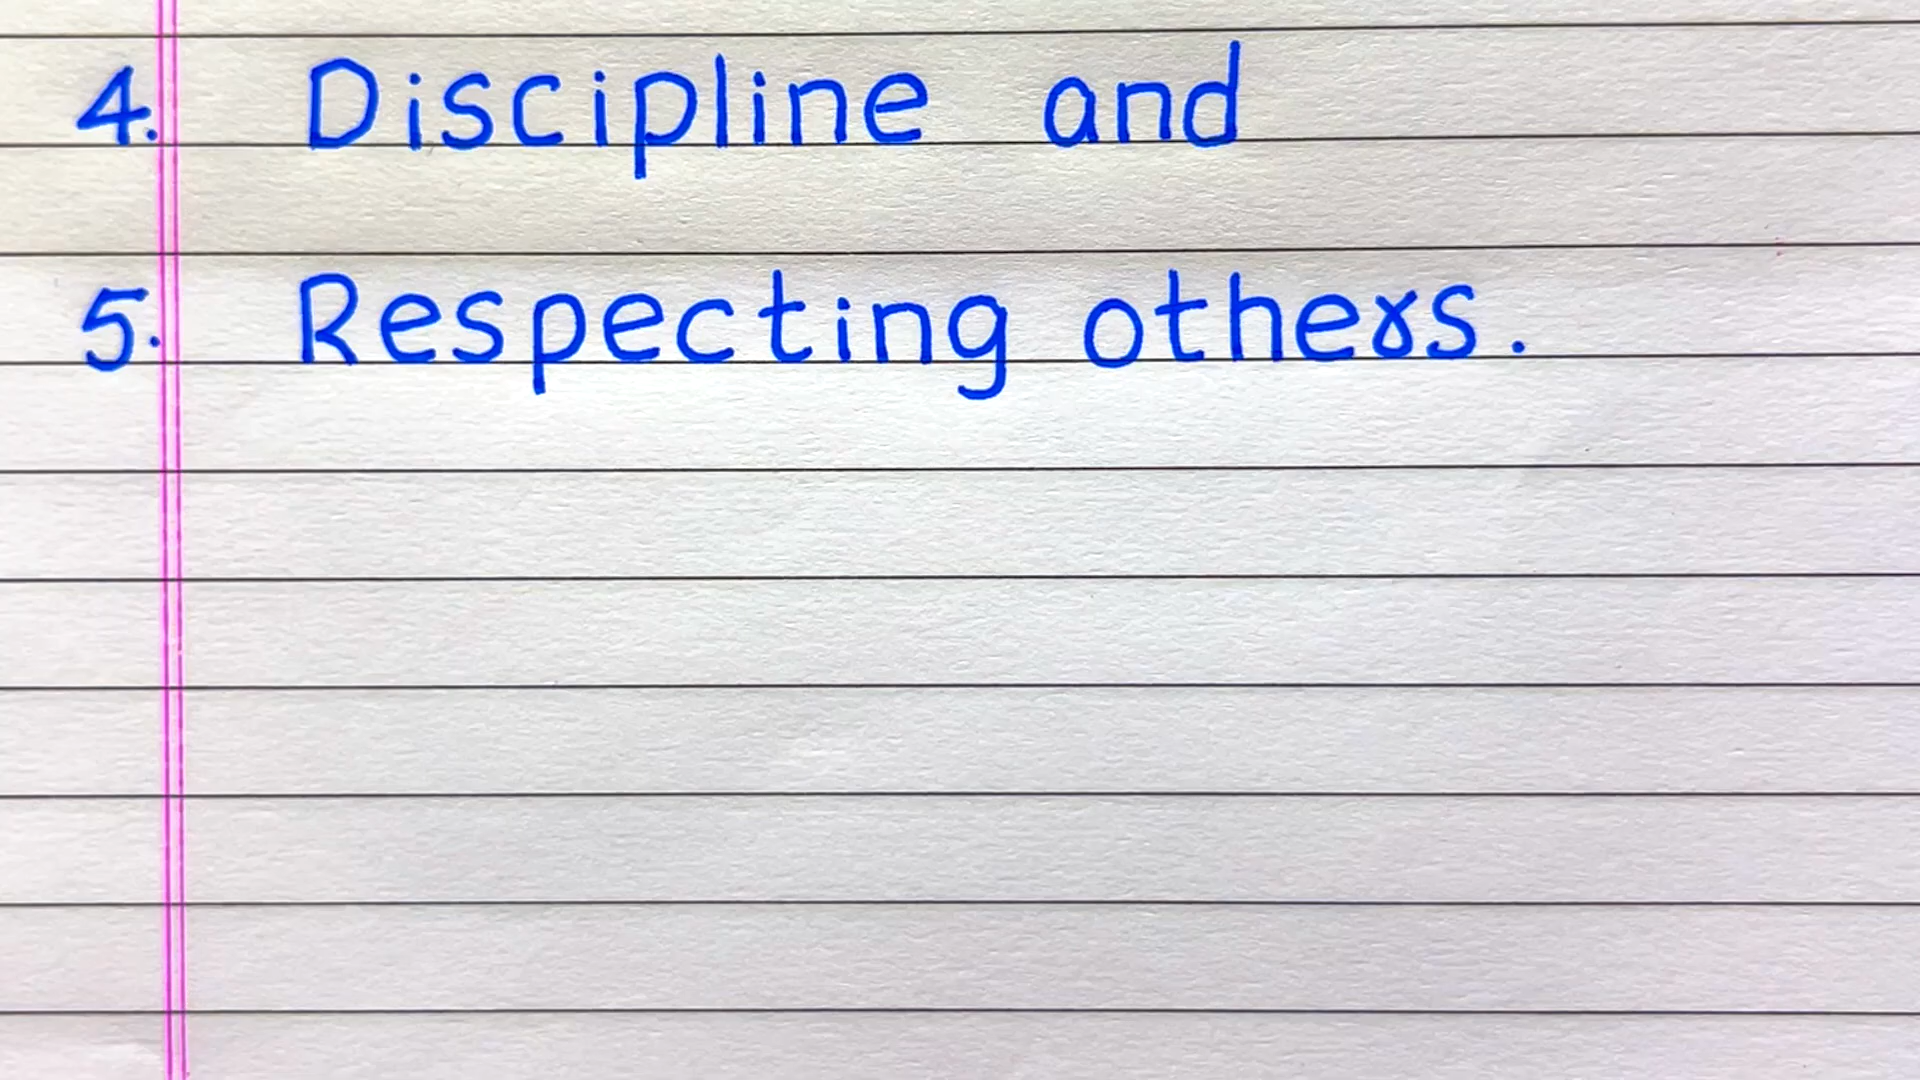 4. Discipline and
5. Respecting others.